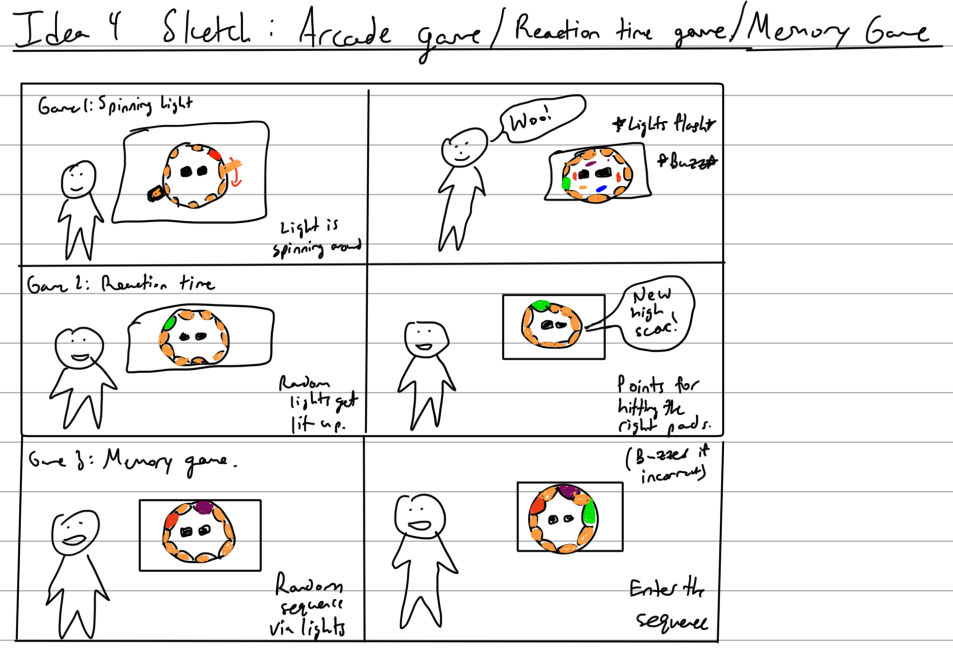 Idea 4 Sketch: Arcade game/Reaction time game/Memory Game
Game 1: Spinning light
Light is
spinning around
Woo!
*Lights flash*
*Buzz*
Game 2: Reaction time
Random
lights get
lit up.
New
high
score!
Points for
hitting the
right pads.
(Buzzer if
incorrect)
Game 3: Memory game.
Random
sequence
via lights
Enter the
sequence